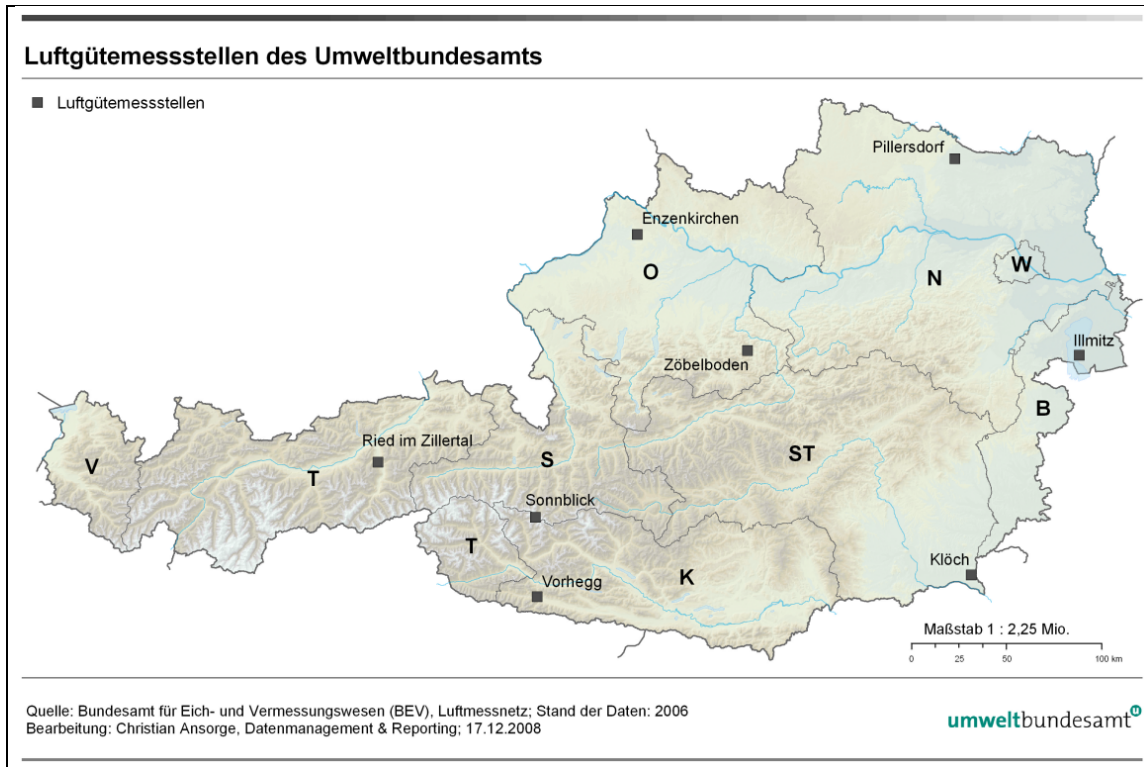 Luftgütemessstellen des Umweltbundesamts
Luftgütemessstellen
Pillersdorf
Enzenkirchen
W
O
N
Illmitz
Zöbelboden
B
Ried im Zillertal
V
T
S
ST
Sonnblick
T
Klöch
Vorhegg
K
Maßstab 1 : 2,25 Mio.
0 25 50 100 km
Quelle: Bundesamt für Eich- und Vermessungswesen (BEV), Luftmessnetz; Stand der Daten: 2006
Bearbeitung: Christian Ansorge, Datenmanagement & Reporting; 17.12.2008
umweltbundesamt u